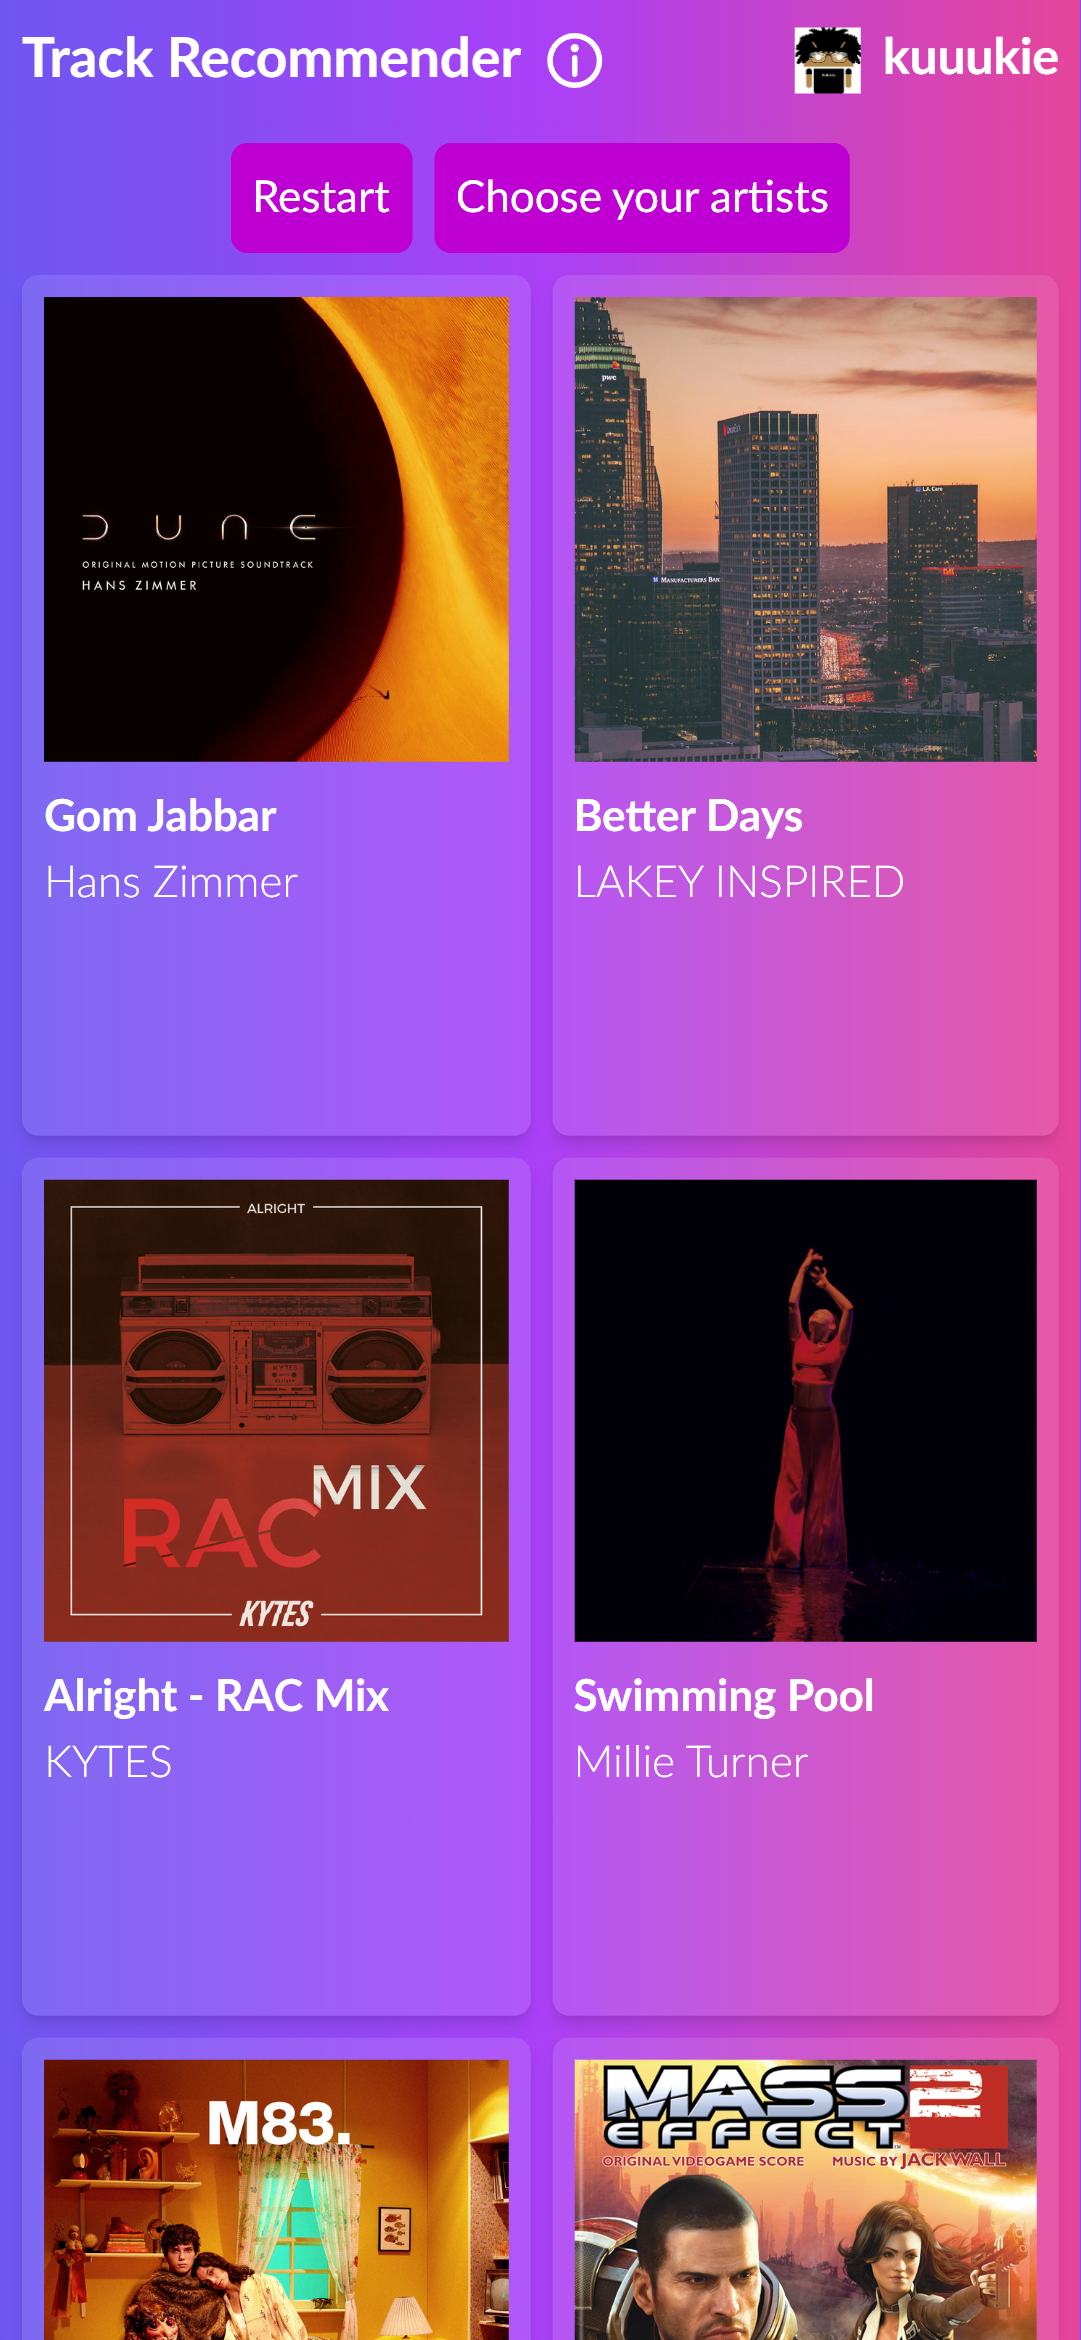 Track Recommender
kuuukie
Restart
Choose your artists
DUNE
ORIGINAL MOTION PICTURE SOUNDTRACK
HANS ZIMMER
pwc
MANUFACTURERS BANK
L.A. Care
Gom Jabbar
Hans Zimmer
Better Days
LAKEY INSPIRED
ALRIGHT
KYTES
MIX
RAC
KYTES
Alright - RAC Mix
KYTES
Swimming Pool
Millie Turner
M83.
MASS 2
EFFECT™
ORIGINAL VIDEOGAME SCORE MUSIC BY JACK WALL